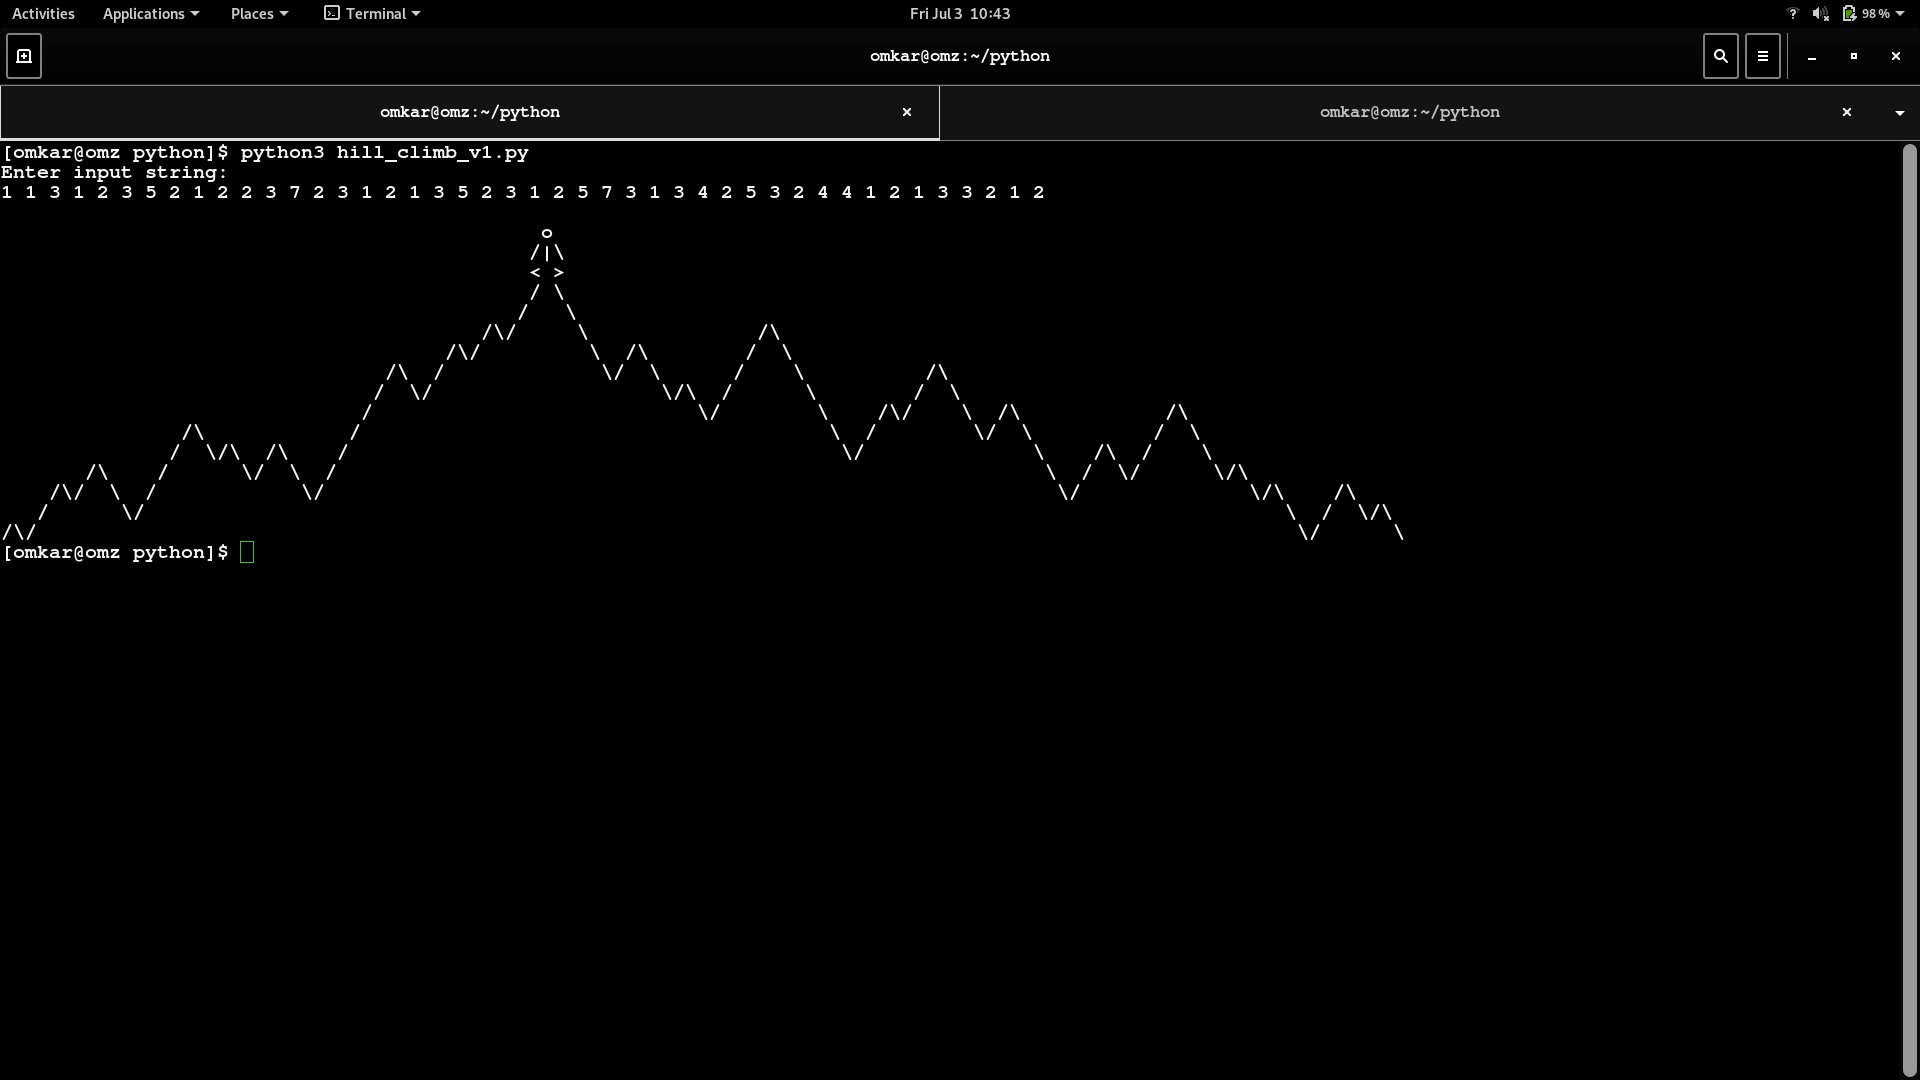 Activities Applications Places Terminal Fri Jul 3 10:43 ? 98 %
omkar@omz:~/python
omkar@omz:~/python × omkar@omz:~/python ×
[omkar@omz python]$ python3 hill_climb_v1.py
Enter input string:
1 1 3 1 2 3 5 2 1 2 2 3 7 2 3 1 2 1 3 5 2 3 1 2 5 7 3 1 3 4 2 5 3 2 4 4 1 2 1 3 3 2 1 2
[omkar@omz python]$